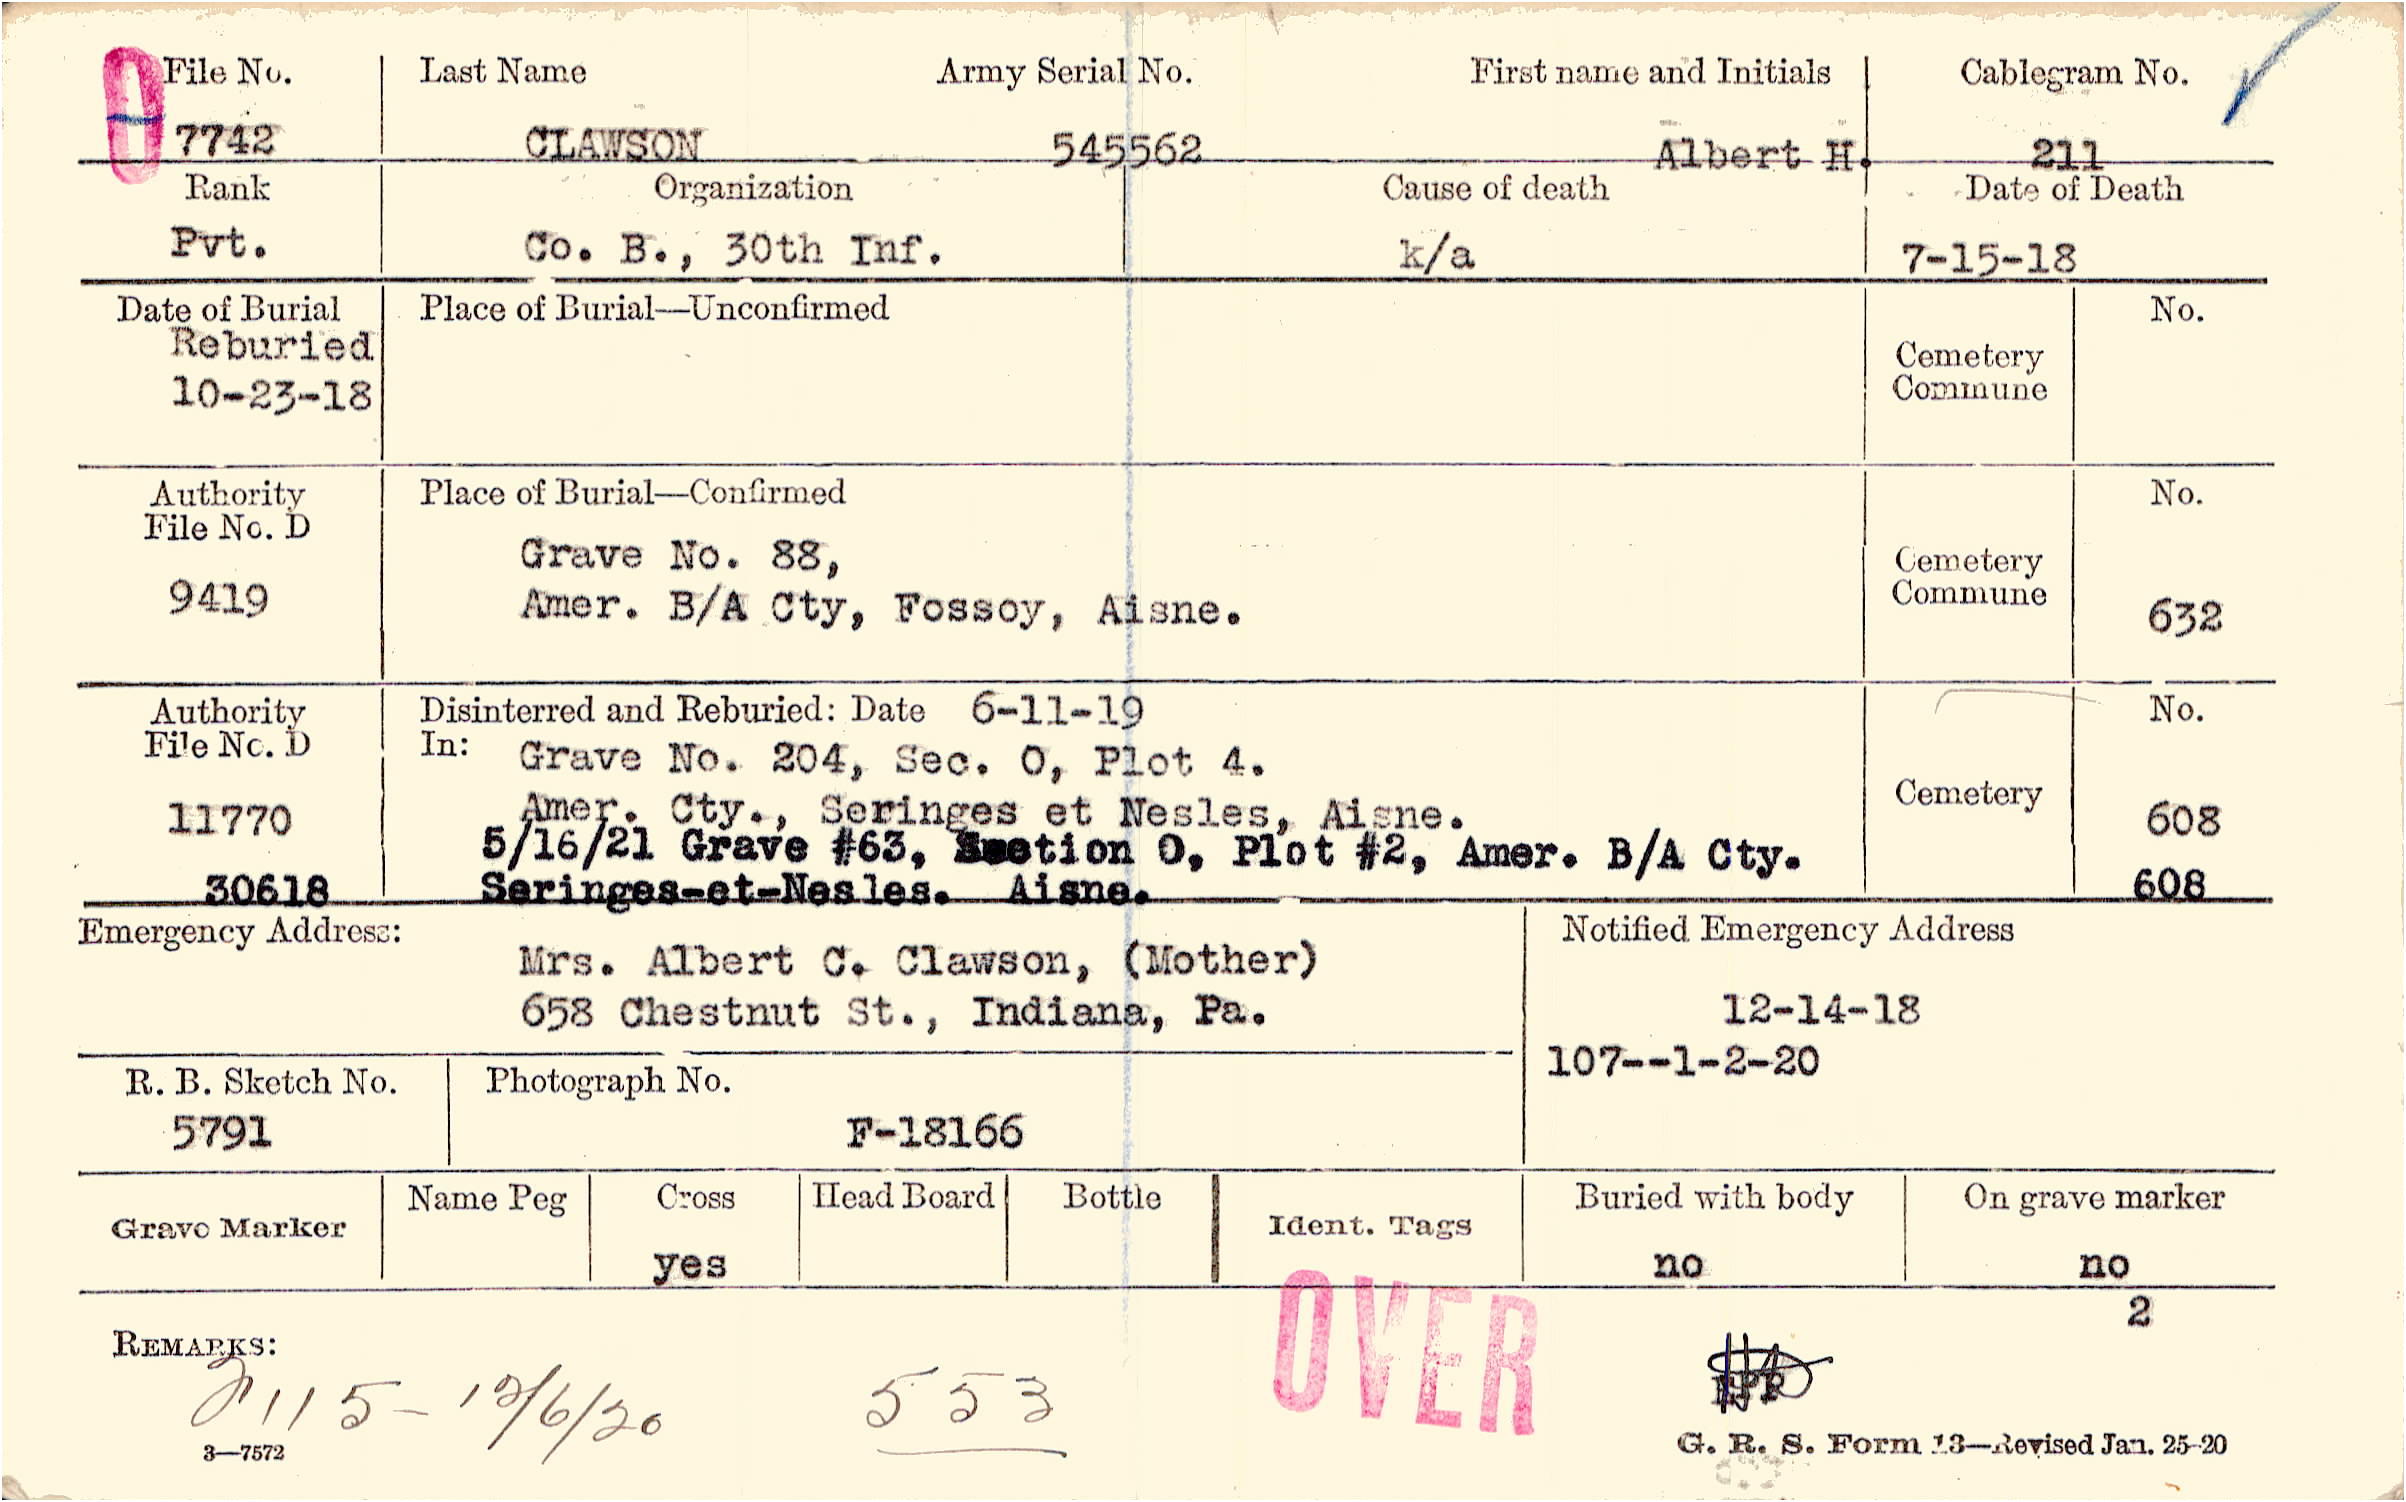 File No. Last Name Army Serial No. First name and Initials Cablegram No.
7742 CLAWSON 545562 Albert H. 211
Rank Organization Cause of death Date of Death
Pvt. Co. B., 30th Inf. k/a 7-15-18
Date of Burial Place of Burial—Unconfirmed No.
Reburied
10-23-18
Cemetery
Commune
Authority Place of Burial—Confirmed No.
File No. D
Grave No. 88,
9419 Amer. B/A Cty, Fossoy, Aisne.
Cemetery
Commune 632
Authority Disinterred and Reburied: Date 6-11-19 No.
File No. D In: Grave No. 204, Sec. O, Plot 4.
11770 Amer. Cty., Seringes et Nesles, Aisne. Cemetery 608
5/16/21 Grave #63, Section O, Plot #2, Amer. B/A Cty.
30618 Seringes-et-Nesles. Aisne. 608
Emergency Address: Notified Emergency Address
Mrs. Albert C. Clawson, (Mother)
658 Chestnut St., Indiana, Pa. 12-14-18
107--1-2-20
R. B. Sketch No. Photograph No.
5791 F-18166
Grave Marker Name Peg Cross Head Board Bottle Ident. Tags Buried with body On grave marker
yes no no
2
OVER
REMARKS:
115- 12/6/20 553
3—7572 G. R. S. Form 13—Revised Jan. 25-20